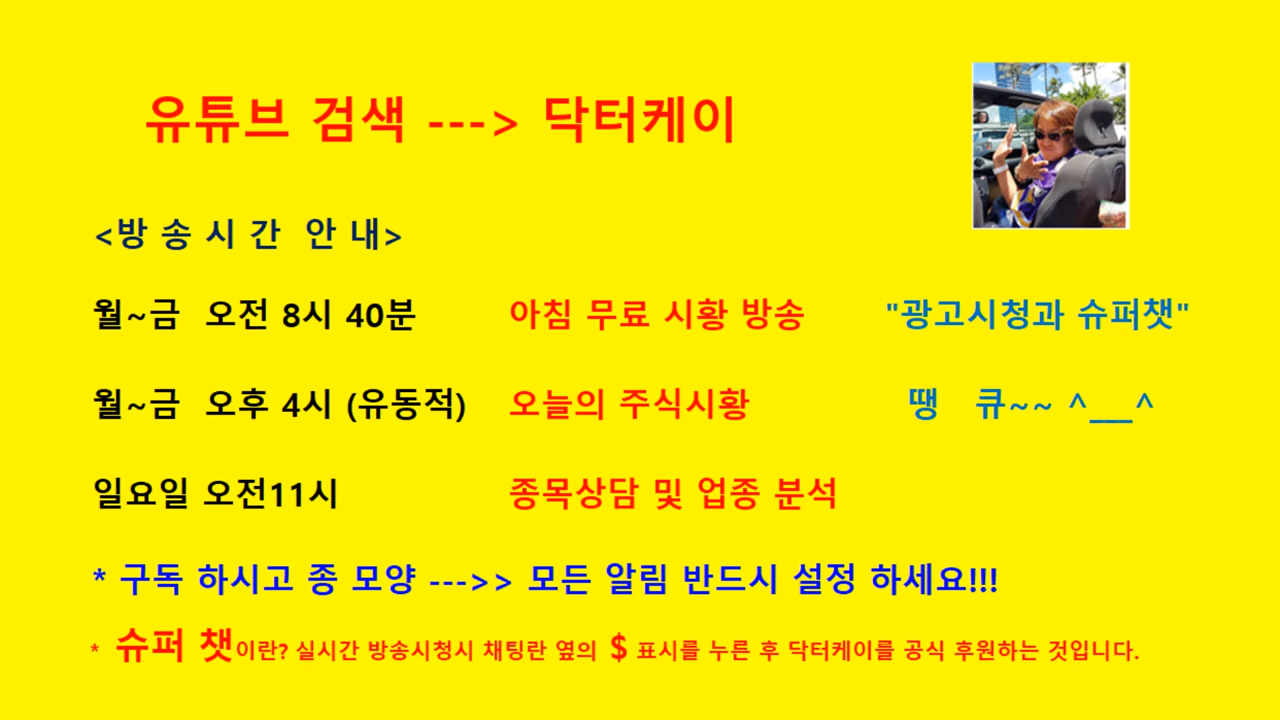 유튜브 검색 ---> 닥터케이
<방 송 시 간 안 내>
월~금 오전 8시 40분 아침 무료 시황 방송 "광고시청과 슈퍼챗"
월~금 오후 4시 (유동적) 오늘의 주식시황 땡 큐~~ ^___^
일요일 오전11시 종목상담 및 업종 분석
* 구독 하시고 종 모양 --->> 모든 알림 반드시 설정 하세요!!!
* 슈퍼 챗이란? 실시간 방송시청시 채팅란 옆의 $ 표시를 누른 후 닥터케이를 공식 후원하는 것입니다.